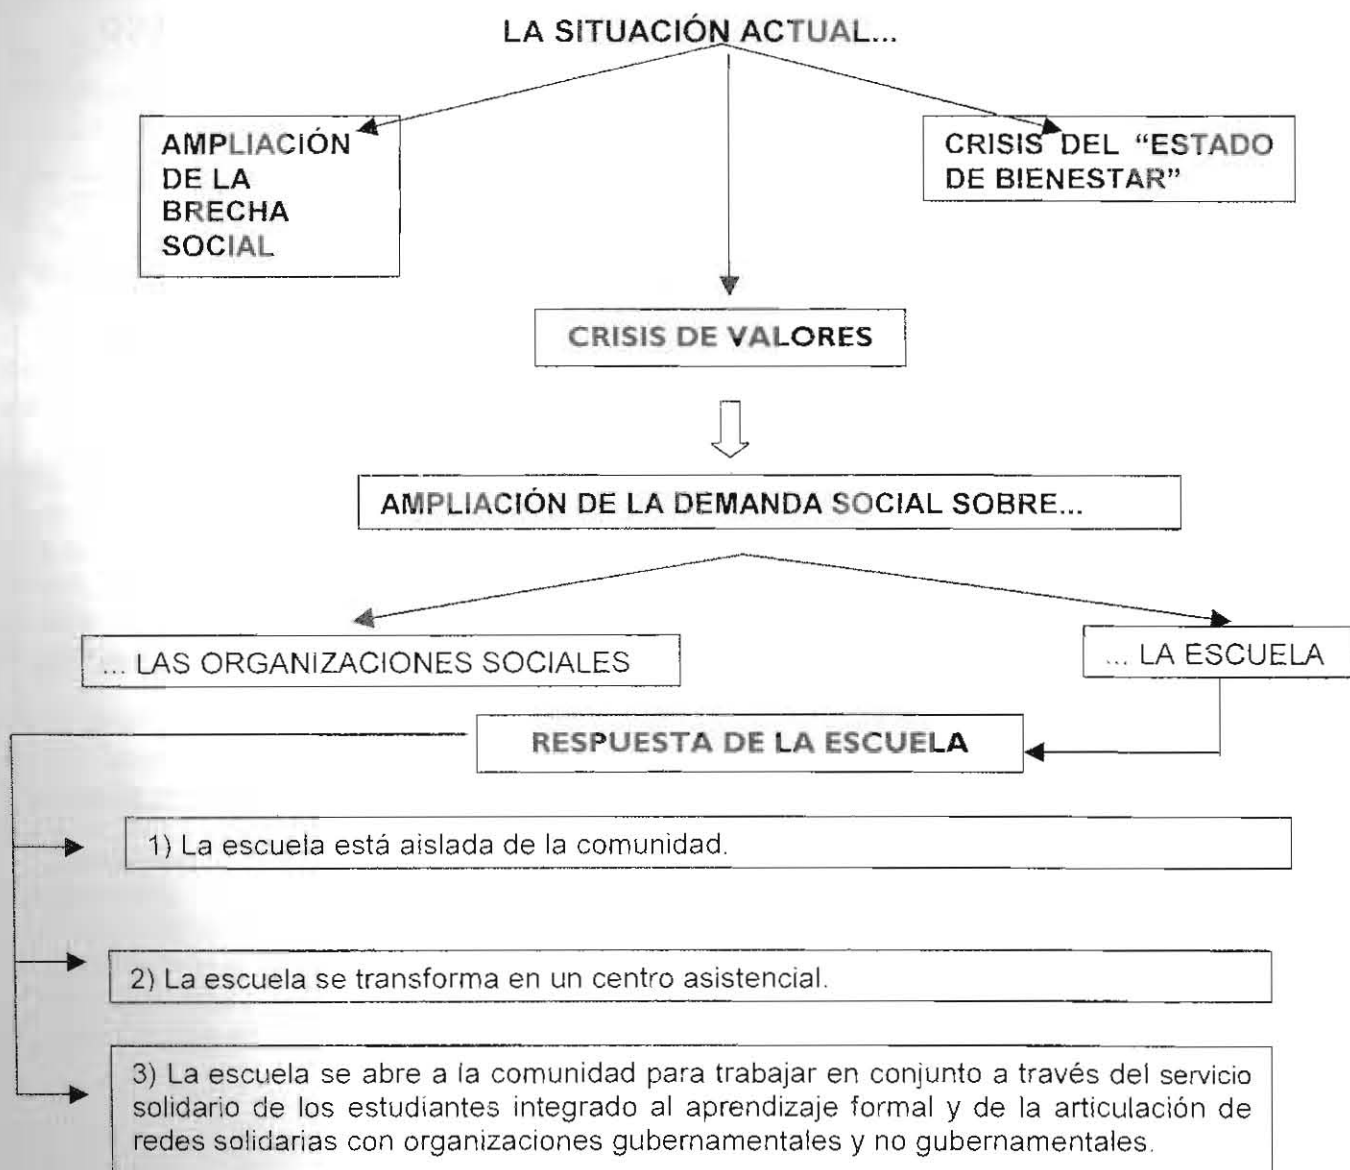 LA SITUACIÓN ACTUAL...
AMPLIACIÓN
DE LA
BRECHA
SOCIAL
CRISIS DEL “ESTADO
DE BIENESTAR”
CRISIS DE VALORES
AMPLIACIÓN DE LA DEMANDA SOCIAL SOBRE...
... LAS ORGANIZACIONES SOCIALES
... LA ESCUELA
RESPUESTA DE LA ESCUELA
1) La escuela está aislada de la comunidad.
2) La escuela se transforma en un centro asistencial.
3) La escuela se abre a la comunidad para trabajar en conjunto a través del servicio
solidario de los estudiantes integrado al aprendizaje formal y de la articulación de
redes solidarias con organizaciones gubernamentales y no gubernamentales.